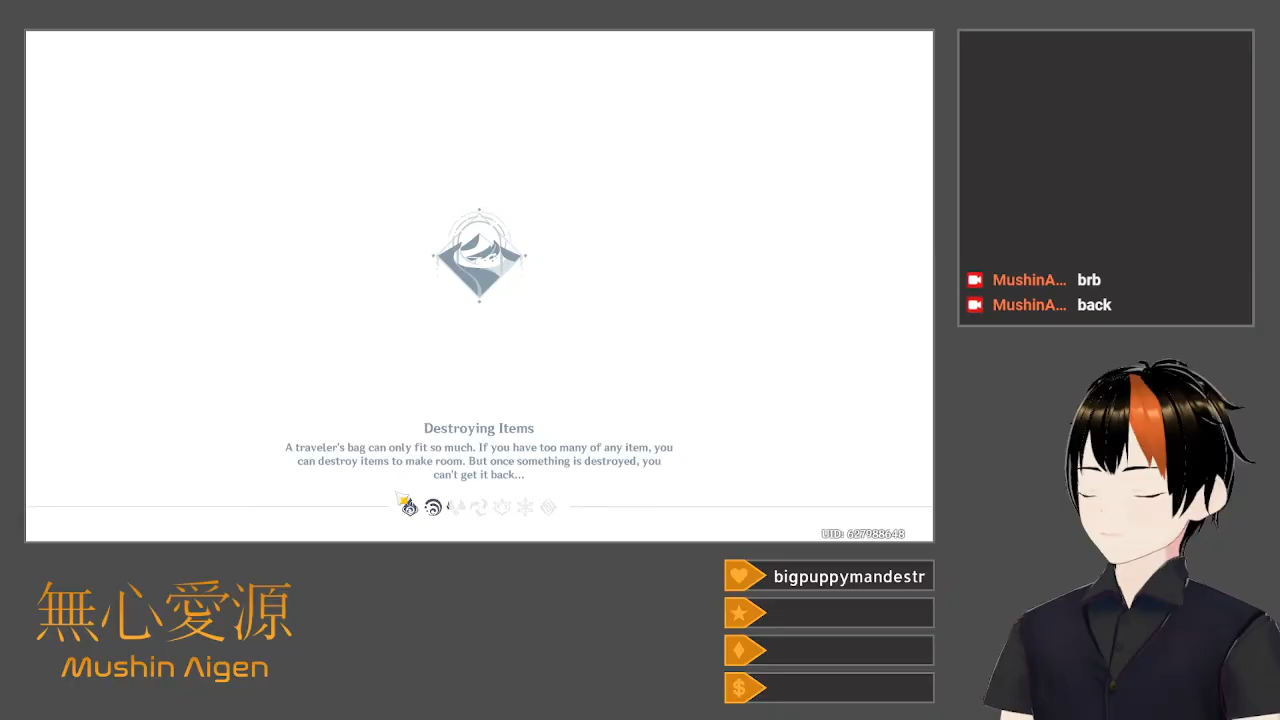 MushinA... brb
MushinA... back
Destroying Items
A traveler's bag can only fit so much. If you have too many of any item, you
can destroy items to make room. But once something is destroyed, you
can't get it back...
UID: 627988648
bigpuppymandestr
無心愛源
Mushin Aigen
$